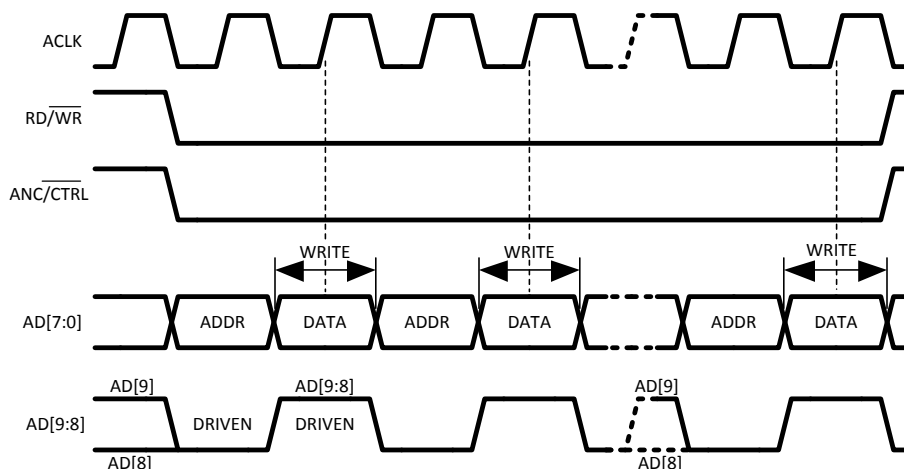 ACLK
RD/WR
ANC/CTRL
WRITE WRITE WRITE
AD[7:0] ADDR DATA ADDR DATA ADDR DATA
AD[9] AD[9:8] AD[9]
AD[9:8] DRIVEN DRIVEN
AD[8] AD[8]